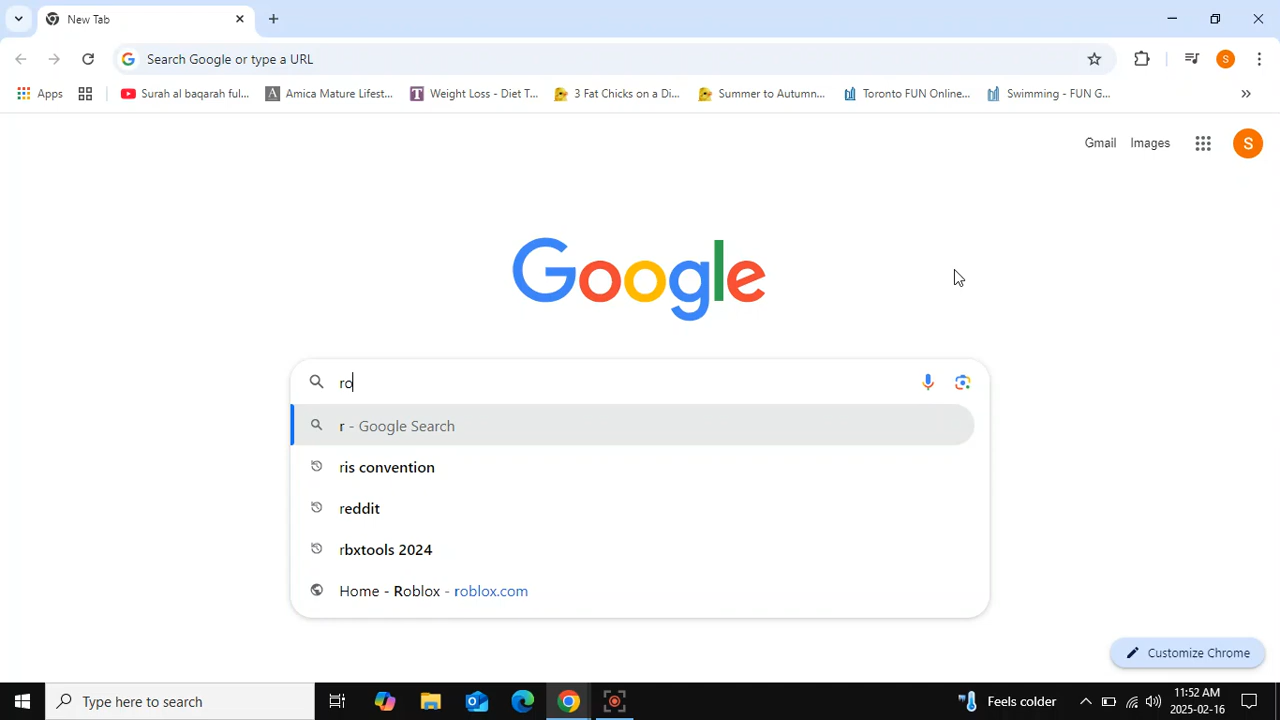 New Tab
Search Google or type a URL
Apps
Surah al baqarah ful...
Amica Mature Lifest...
Weight Loss - Diet T...
3 Fat Chicks on a Di...
Summer to Autumn...
Toronto FUN Online...
Swimming - FUN G...
Gmail Images
S
S
Google
ro
r - Google Search
ris convention
reddit
rbxtools 2024
Home - Roblox - roblox.com
Customize Chrome
Type here to search
Feels colder
11:52 AM
2025-02-16